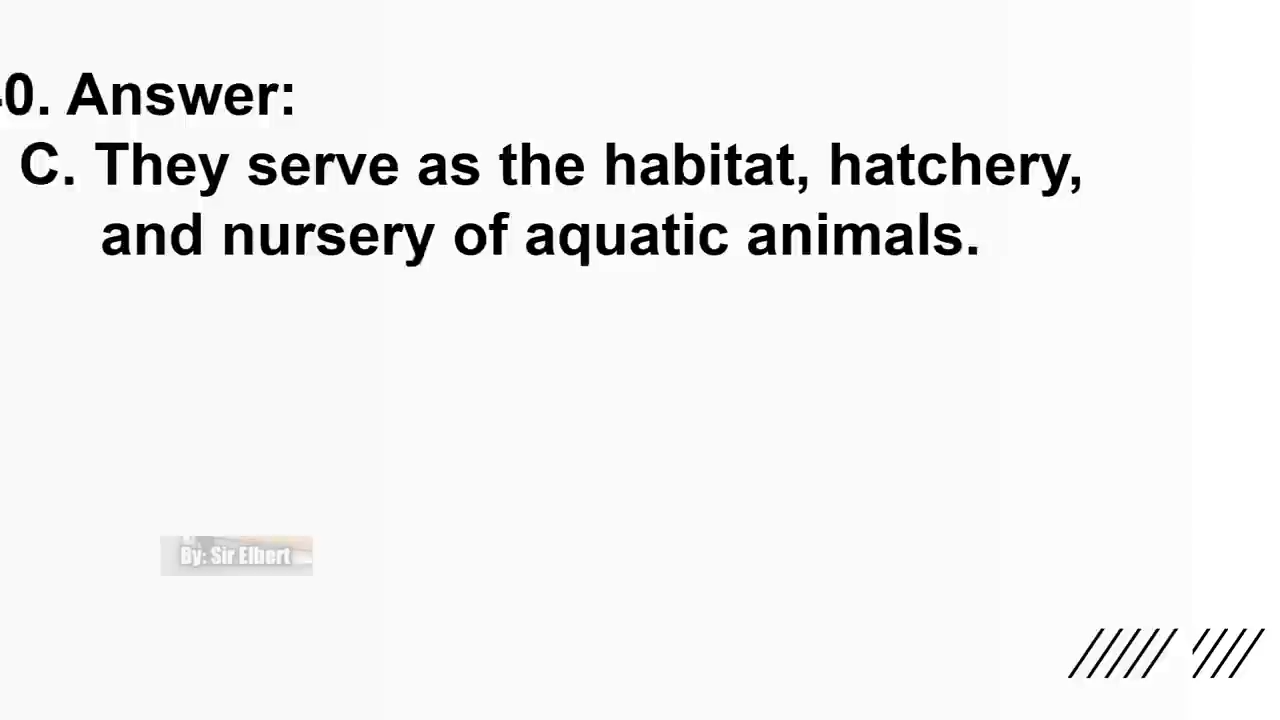 0. Answer:
C. They serve as the habitat, hatchery,
and nursery of aquatic animals.
By: Sir Elbert